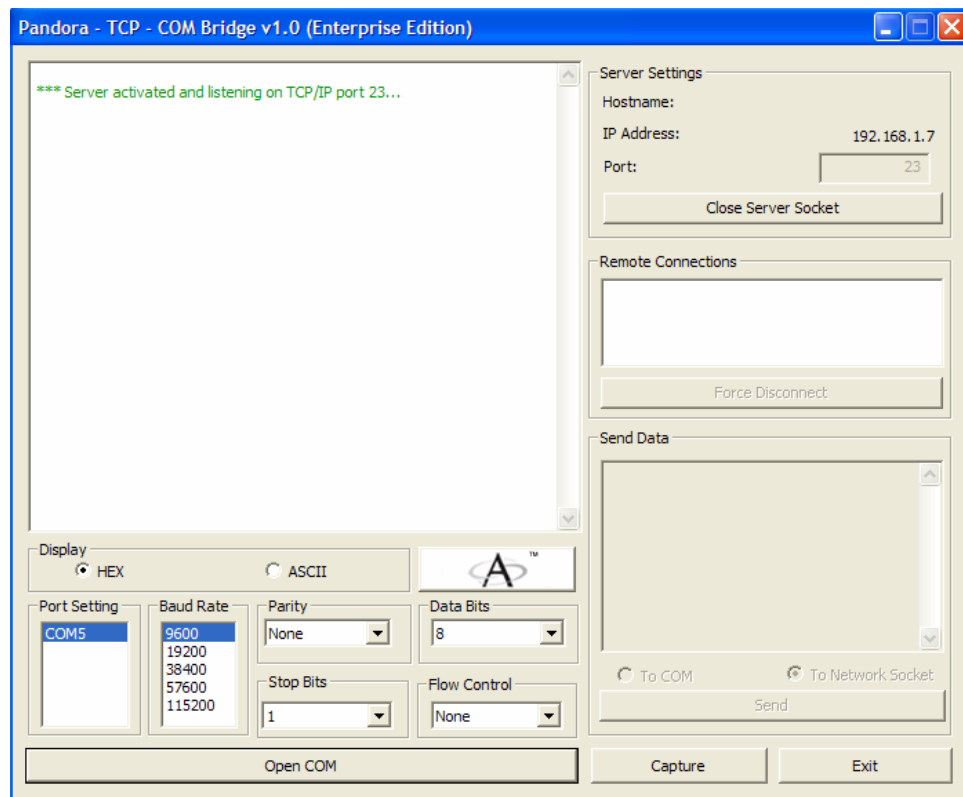 Pandora - TCP - COM Bridge v1.0 (Enterprise Edition)
*** Server activated and listening on TCP/IP port 23...
Server Settings
Hostname:
IP Address: 192.168.1.7
Port: 23
Close Server Socket
Remote Connections
Force Disconnect
Send Data
To COM To Network Socket
Send
Display
HEX ASCII
A ™
Port Setting
COM5
Baud Rate
9600
19200
38400
57600
115200
Parity
None
Data Bits
8
Stop Bits
1
Flow Control
None
Open COM
Capture
Exit